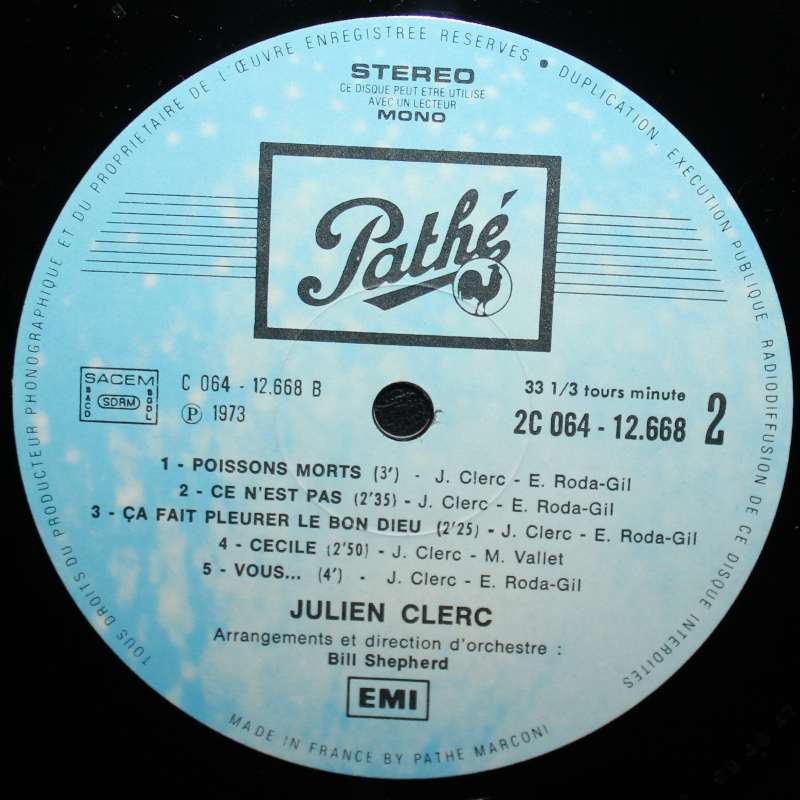 TOUS DROITS DU PRODUCTEUR PHONOGRAPHIQUE ET DU PROPRIETAIRE DE L'ŒUVRE ENREGISTREE RESERVES • DUPLICATION, EXECUTION PUBLIQUE, RADIODIFFUSION DE CE DISQUE INTERDITES
STEREO
CE DISQUE PEUT ETRE UTILISE
AVEC UN LECTEUR
MONO
Pathé
SACEM
SACD
SDRM
SGDL
C 064 - 12.668 B
Ⓟ 1973
33 1/3 tours minute
2C 064 - 12.668
2
1 - POISSONS MORTS (3') - J. Clerc - E. Roda-Gil
2 - CE N'EST PAS (2'35) - J. Clerc - E. Roda-Gil
3 - ÇA FAIT PLEURER LE BON DIEU (2'25) - J. Clerc - E. Roda-Gil
4 - CECILE (2'50) - J. Clerc - M. Vallet
5 - VOUS... (4') - J. Clerc - E. Roda-Gil
JULIEN CLERC
Arrangements et direction d'orchestre :
Bill Shepherd
EMI
MADE IN FRANCE BY PATHE MARCONI